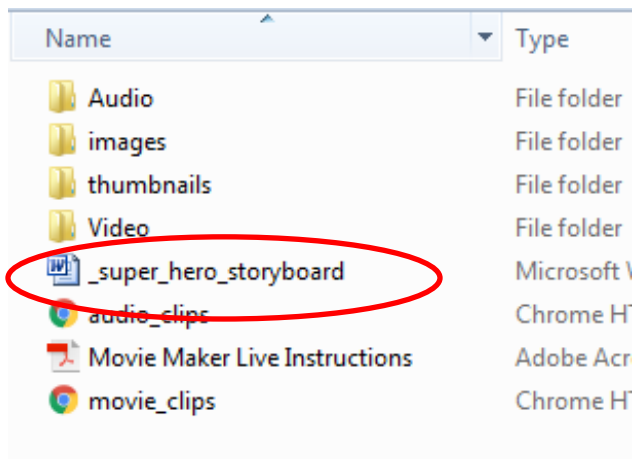 Name Type
Audio File folder
images File folder
thumbnails File folder
Video File folder
_super_hero_storyboard Microsoft W
audio_clips Chrome HT
Movie Maker Live Instructions Adobe Acr
movie_clips Chrome HT